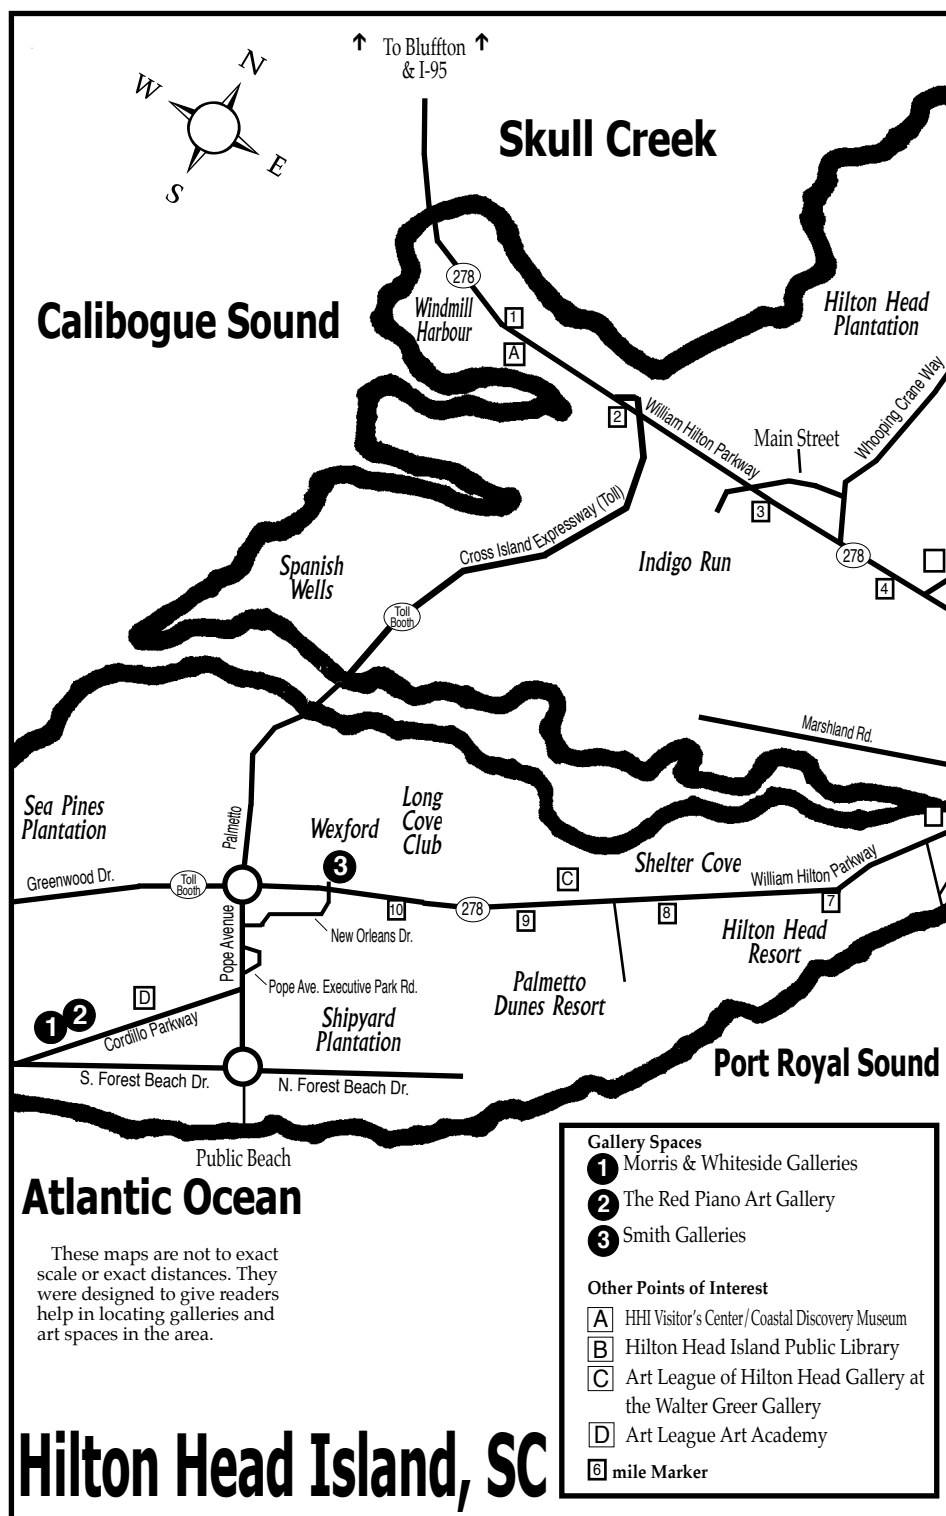 To Bluffton
& I-95
N
W
E
S
Skull Creek
278
Windmill
Harbour
Calibogue Sound
1
A
Hilton Head
Plantation
2
William Hilton Parkway
Main Street
Whooping Crane Way
3
Cross Island Expressway (Toll)
Indigo Run
278
4
Spanish
Wells
Toll
Booth
Marshland Rd.
Sea Pines
Plantation
Palmetto
Wexford
Long
Cove
Club
3
Shelter Cove
William Hilton Parkway
Greenwood Dr.
Toll
Booth
C
10
278
9
8
7
Pope Avenue
New Orleans Dr.
Hilton Head
Resort
Pope Ave. Executive Park Rd.
Palmetto
Dunes Resort
D
1
2
Cordillo Parkway
Shipyard
Plantation
Port Royal Sound
S. Forest Beach Dr.
N. Forest Beach Dr.
Public Beach
Atlantic Ocean
These maps are not to exact
scale or exact distances. They
were designed to give readers
help in locating galleries and
art spaces in the area.
Gallery Spaces
1 Morris & Whiteside Galleries
2 The Red Piano Art Gallery
3 Smith Galleries
Other Points of Interest
A HHI Visitor's Center/Coastal Discovery Museum
B Hilton Head Island Public Library
C Art League of Hilton Head Gallery at
the Walter Greer Gallery
D Art League Art Academy
6 mile Marker
Hilton Head Island, SC